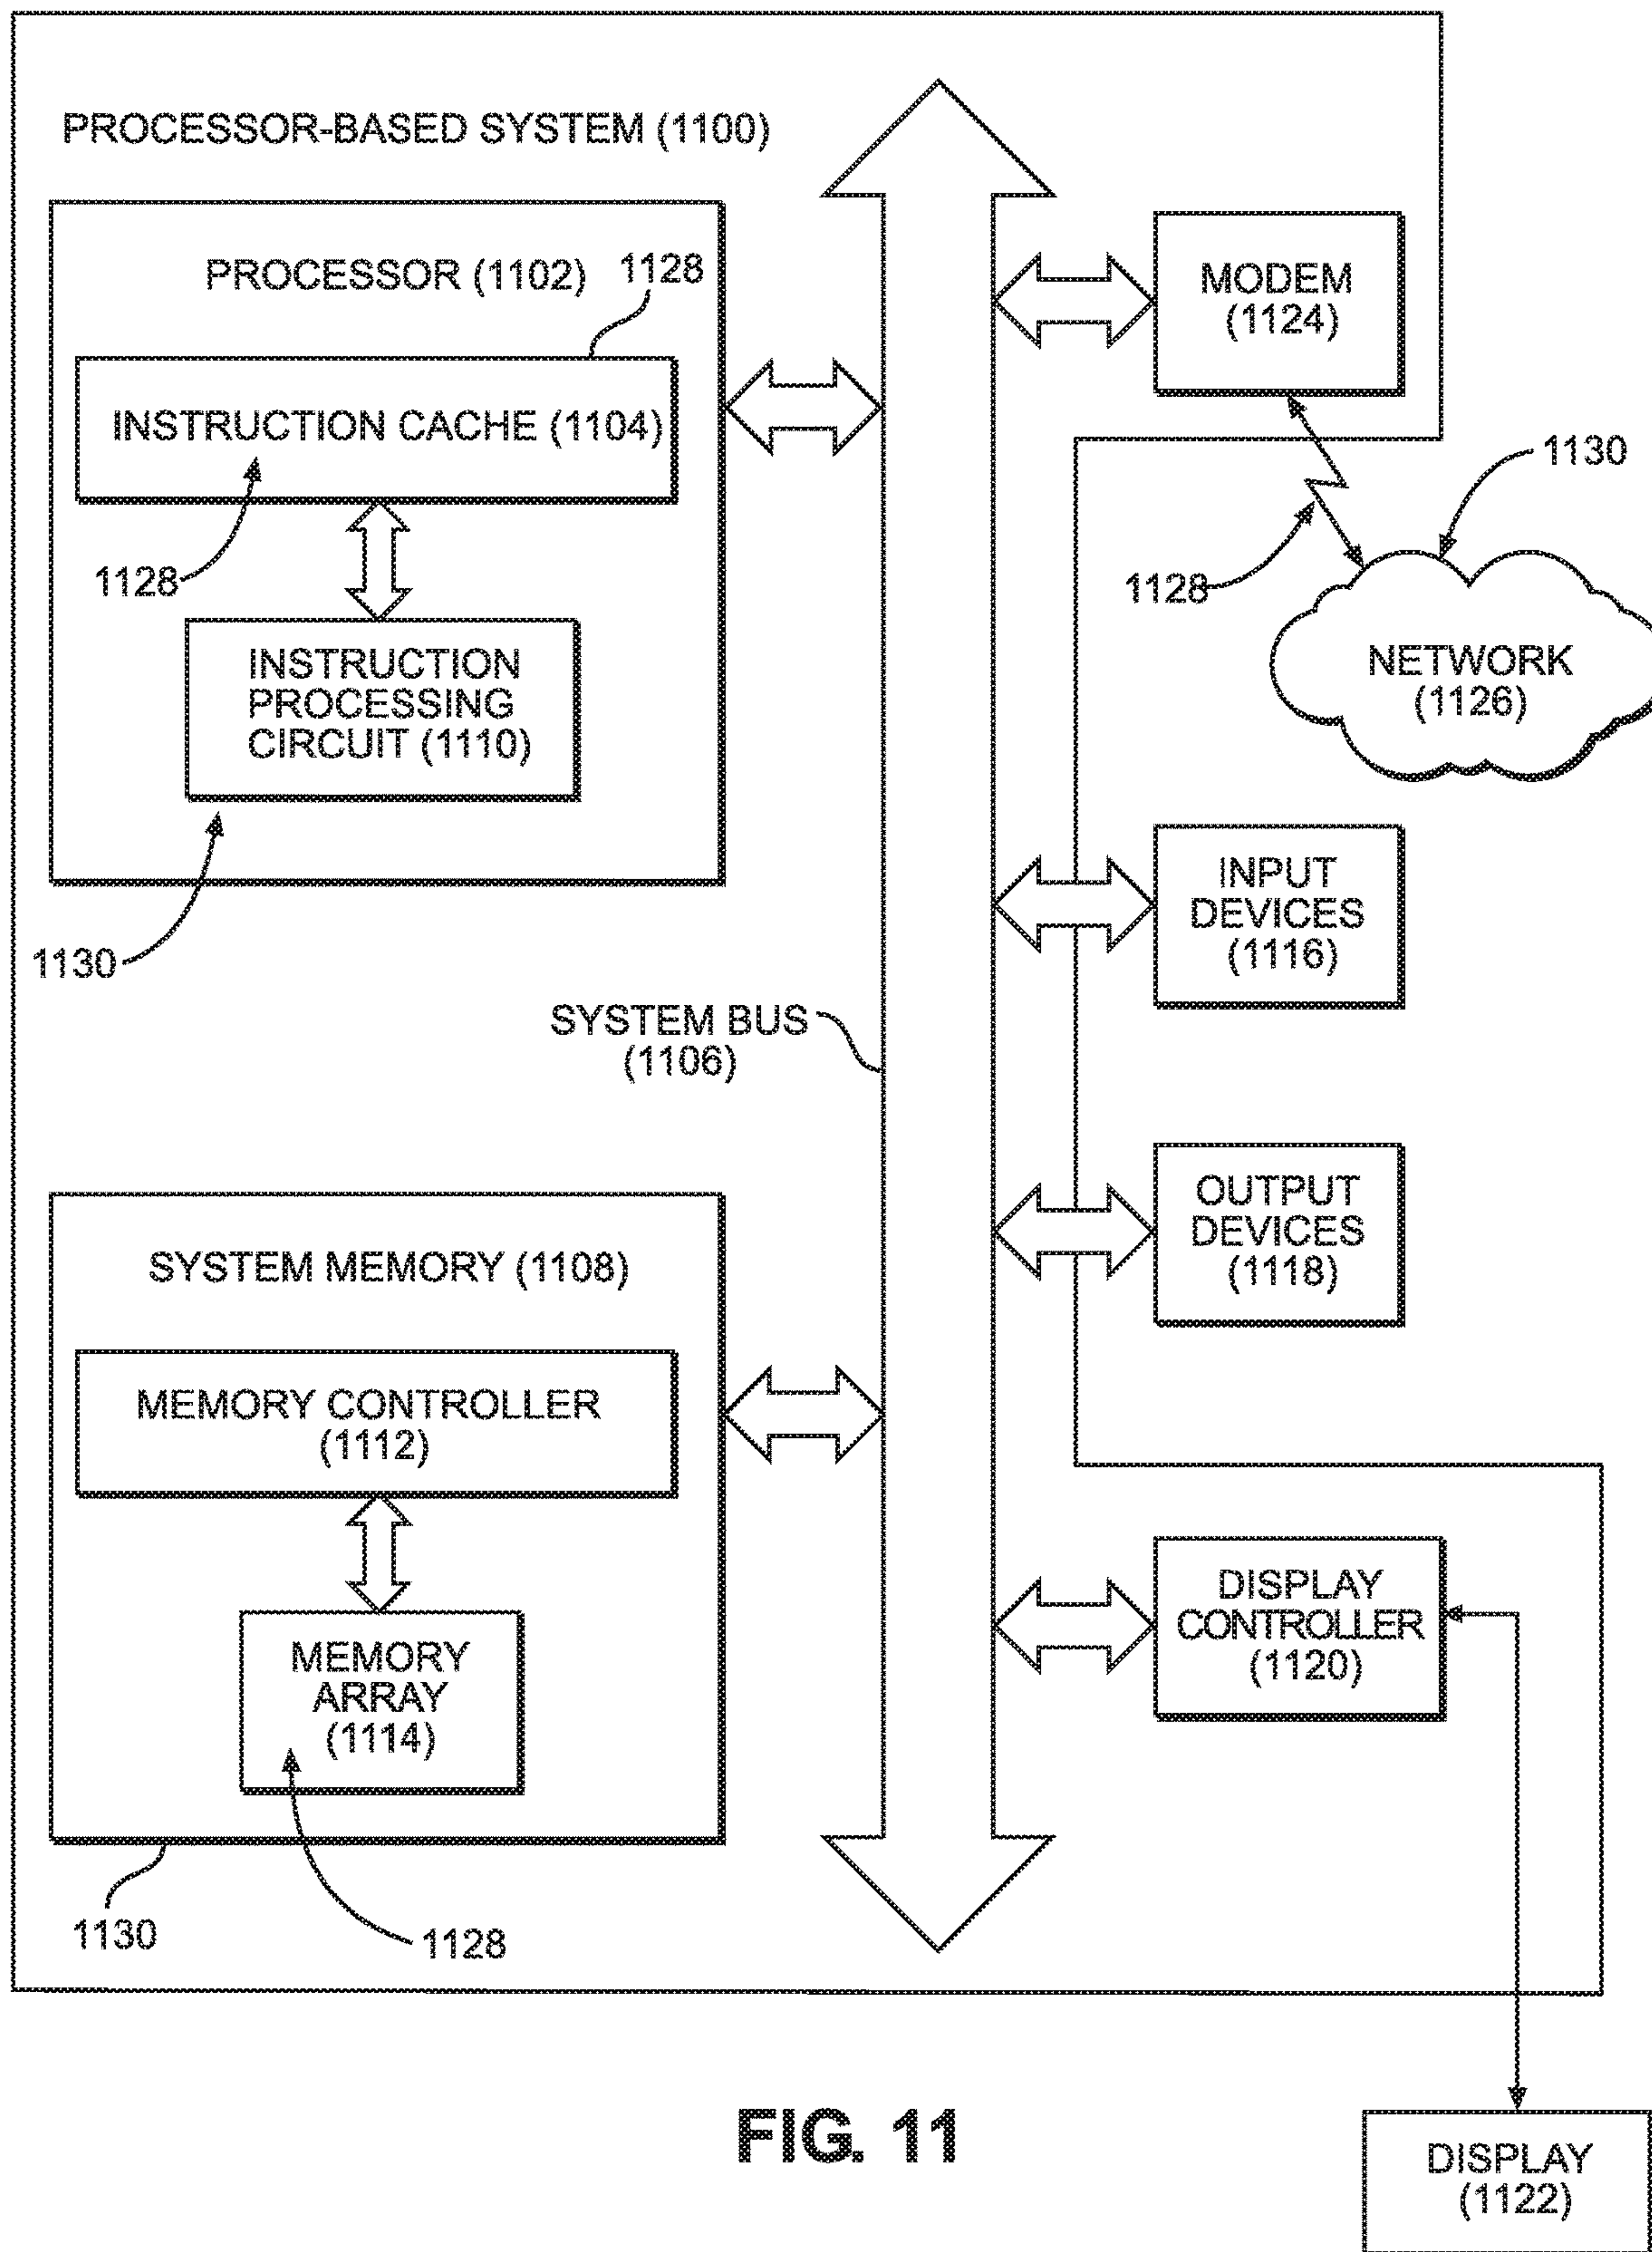 PROCESSOR-BASED SYSTEM (1100)
PROCESSOR (1102)
1128
INSTRUCTION CACHE (1104)
1128
INSTRUCTION
PROCESSING
CIRCUIT (1110)
1130
SYSTEM BUS
(1106)
SYSTEM MEMORY (1108)
MEMORY CONTROLLER
(1112)
MEMORY
ARRAY
(1114)
1130
1128
MODEM
(1124)
1130
1128
NETWORK
(1126)
INPUT
DEVICES
(1116)
OUTPUT
DEVICES
(1118)
DISPLAY
CONTROLLER
(1120)
FIG. 11
DISPLAY
(1122)